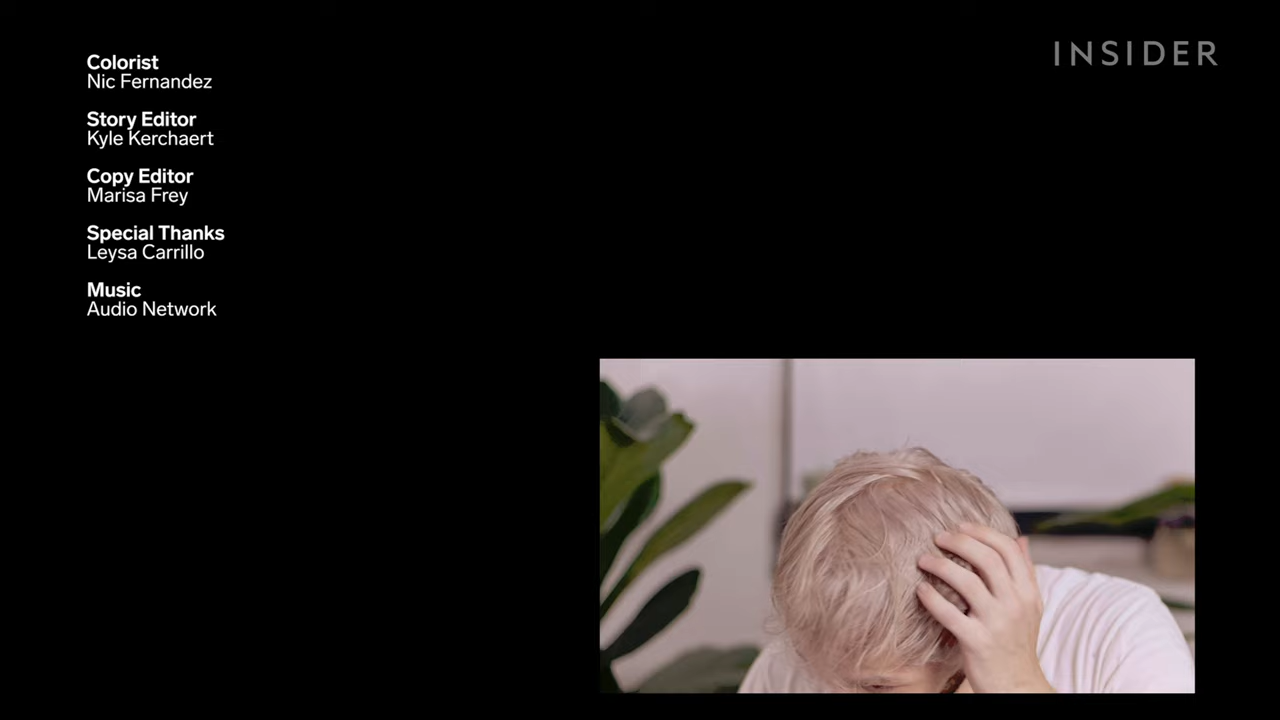 INSIDER
Colorist
Nic Fernandez
Story Editor
Kyle Kerchaert
Copy Editor
Marisa Frey
Special Thanks
Leysa Carrillo
Music
Audio Network